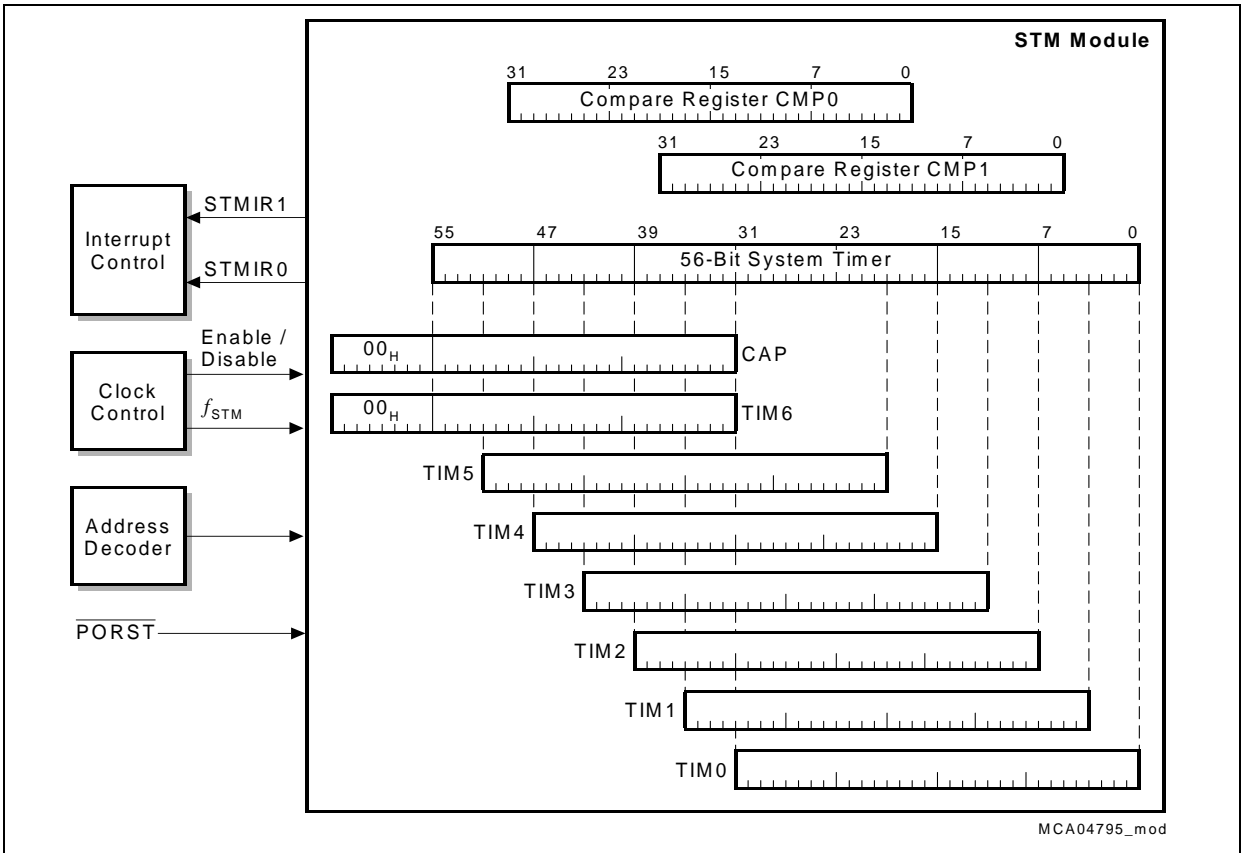 STM Module
31 23 15 7 0
Compare Register CMP0
31 23 15 7 0
Compare Register CMP1
STMIR1
Interrupt
Control
STMIR0
55 47 39 31 23 15 7 0
56-Bit System Timer
Enable /
Disable
Clock
Control
fSTM
00H
CAP
00H
TIM6
TIM5
Address
Decoder
TIM4
TIM3
PORST
TIM2
TIM1
TIM0
MCA04795_mod